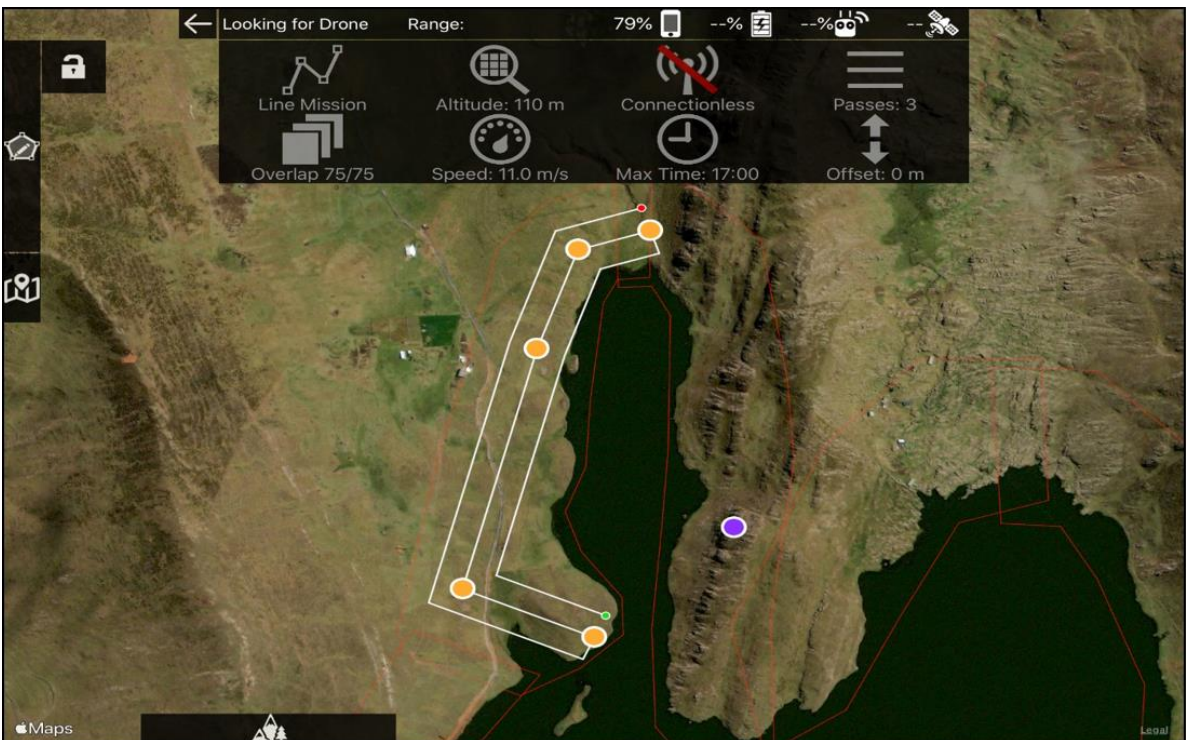 Looking for Drone Range: 79% --% --% --
Line Mission Altitude: 110 m Connectionless Passes: 3
Overlap 75/75 Speed: 11.0 m/s Max Time: 17:00 Offset: 0 m
Maps Legal